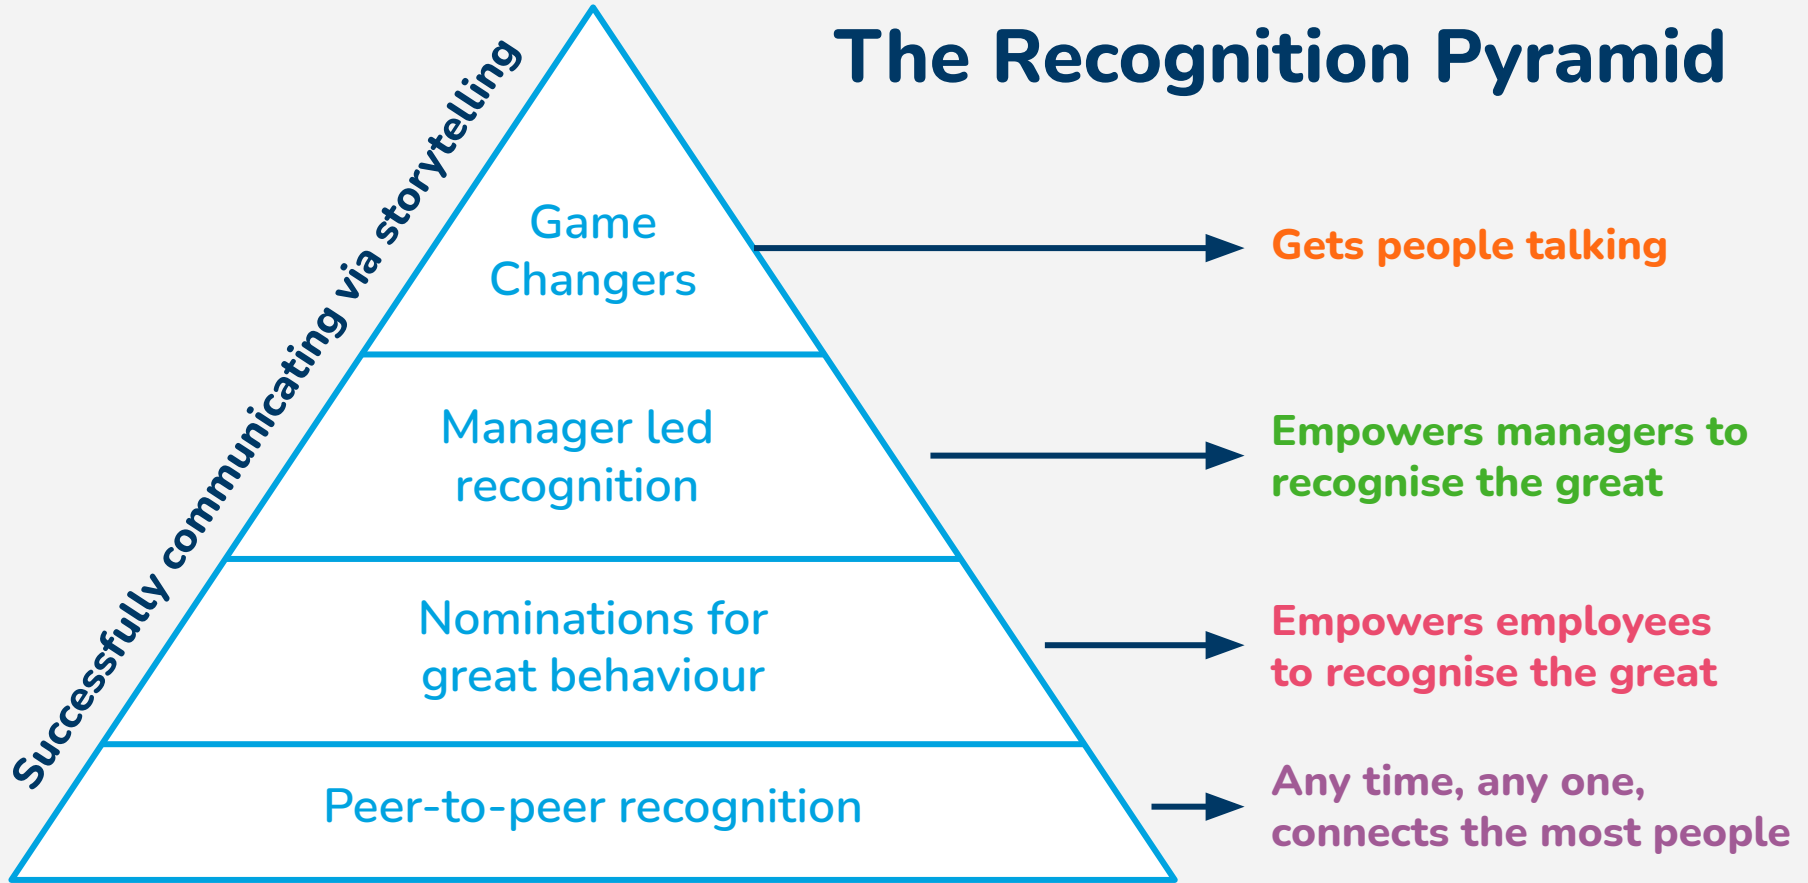 The Recognition Pyramid
Successfully communicating via storytelling
Game
Changers
Gets people talking
Manager led
recognition
Empowers managers to
recognise the great
Nominations for
great behaviour
Empowers employees
to recognise the great
Peer-to-peer recognition
Any time, any one,
connects the most people